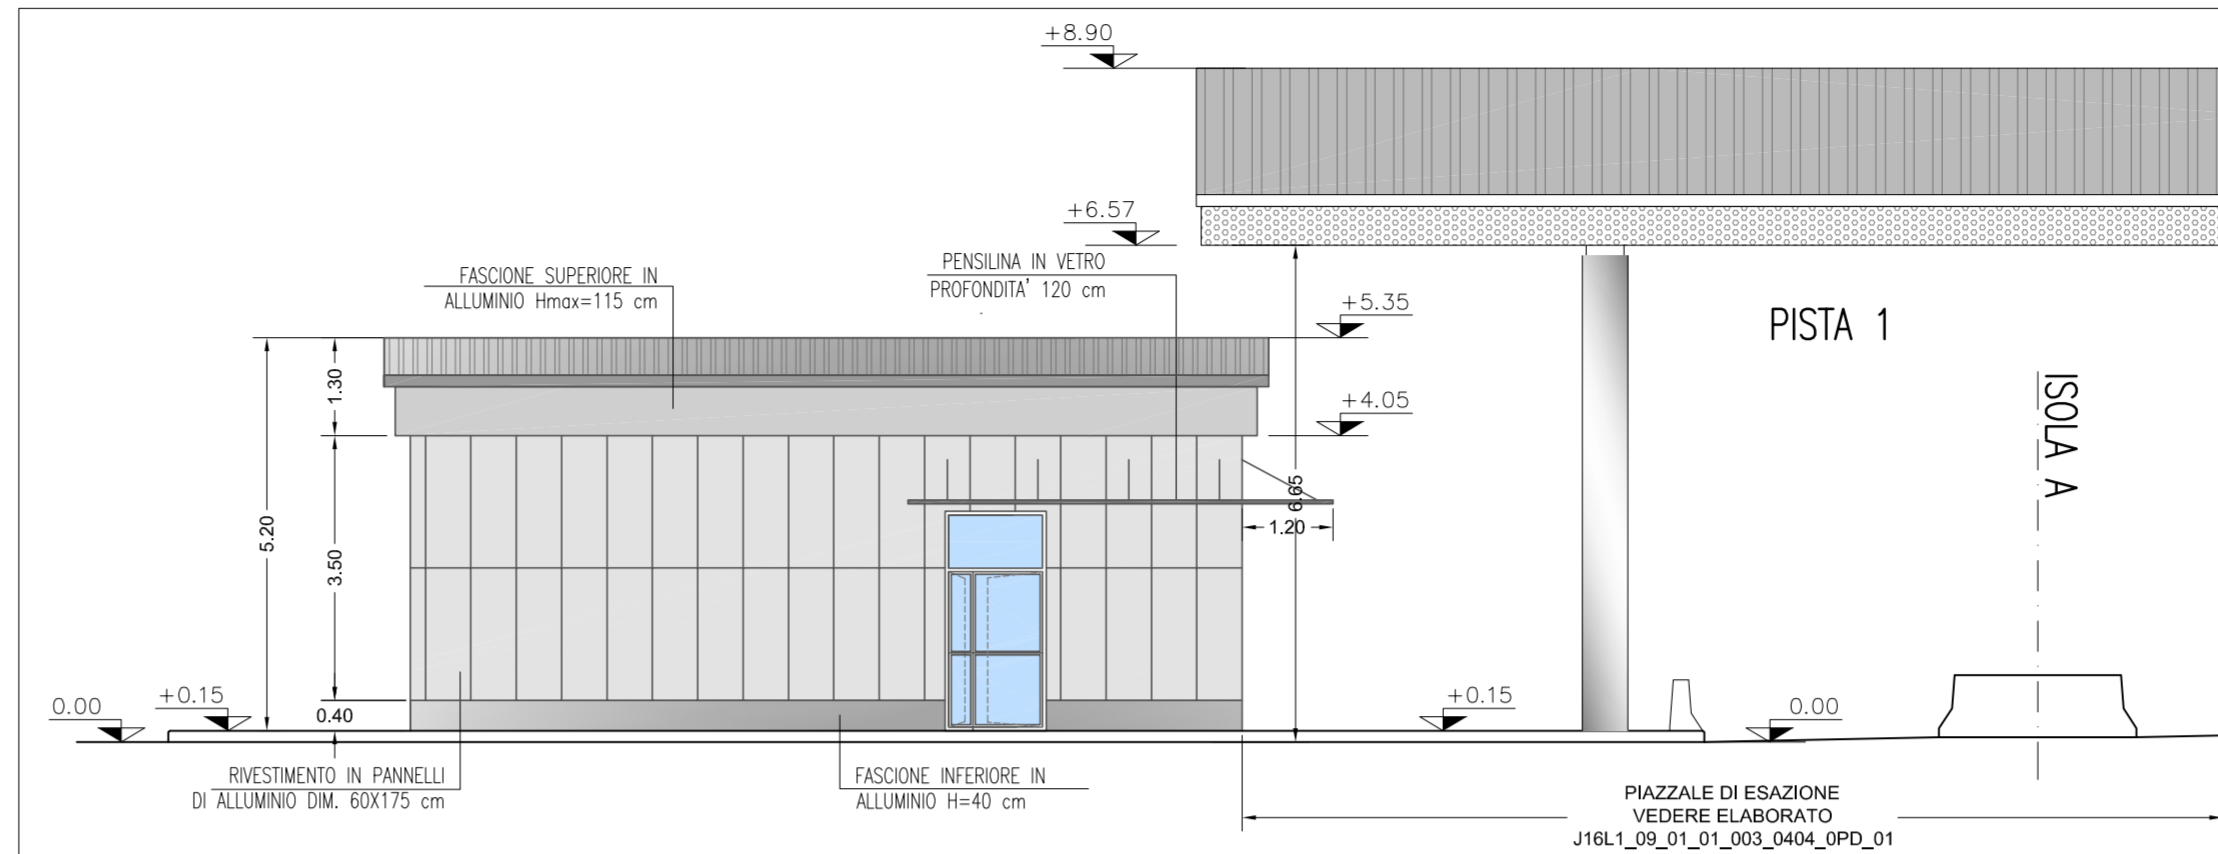 +8.90
+6.57
FASCIONE SUPERIORE IN
ALLUMINIO Hmax=115 cm
PENSILINA IN VETRO
PROFONDITA' 120 cm
+5.35
PISTA 1
1.30
+4.05
ISOLA A
6.65
5.20
3.50
1.20
0.00
+0.15
0.40
+0.15
0.00
RIVESTIMENTO IN PANNELLI
DI ALLUMINIO DIM. 60X175 cm
FASCIONE INFERIORE IN
ALLUMINIO H=40 cm
PIAZZALE DI ESAZIONE
VEDERE ELABORATO
J16L1_09_01_01_003_0404_0PD_01